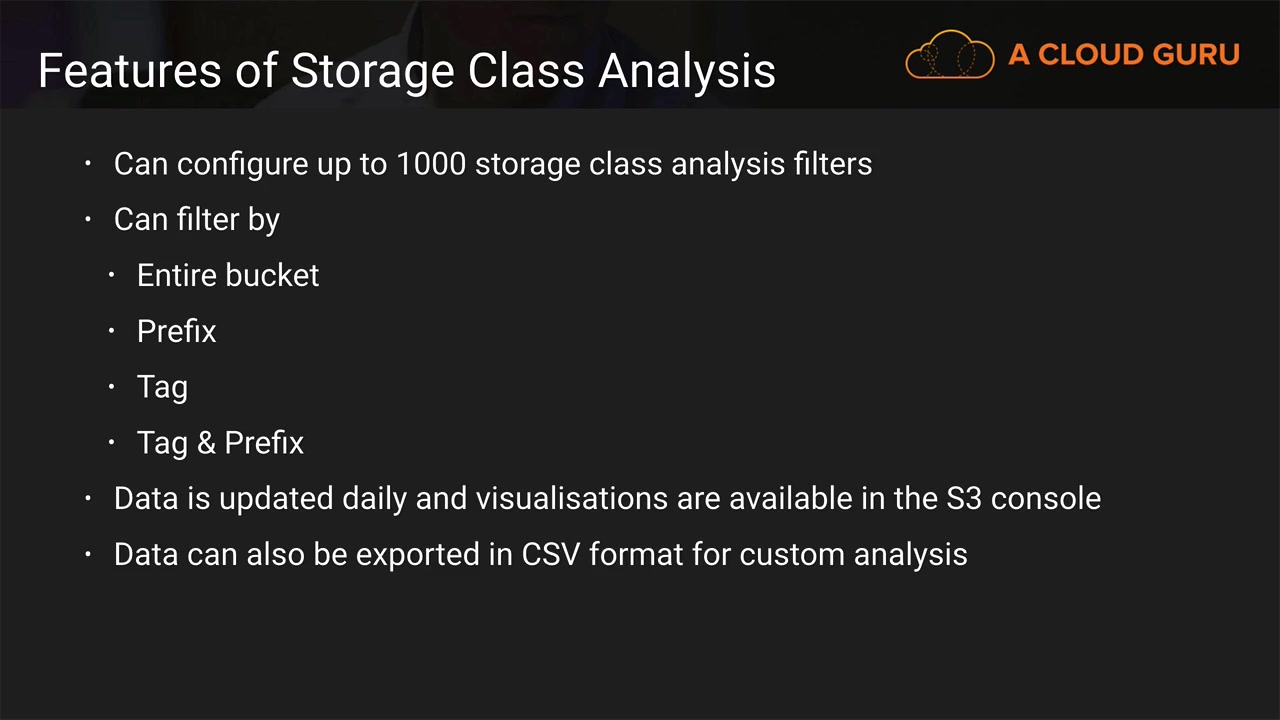 Features of Storage Class Analysis
A CLOUD GURU
• Can configure up to 1000 storage class analysis filters
• Can filter by
• Entire bucket
• Prefix
• Tag
• Tag & Prefix
• Data is updated daily and visualisations are available in the S3 console
• Data can also be exported in CSV format for custom analysis